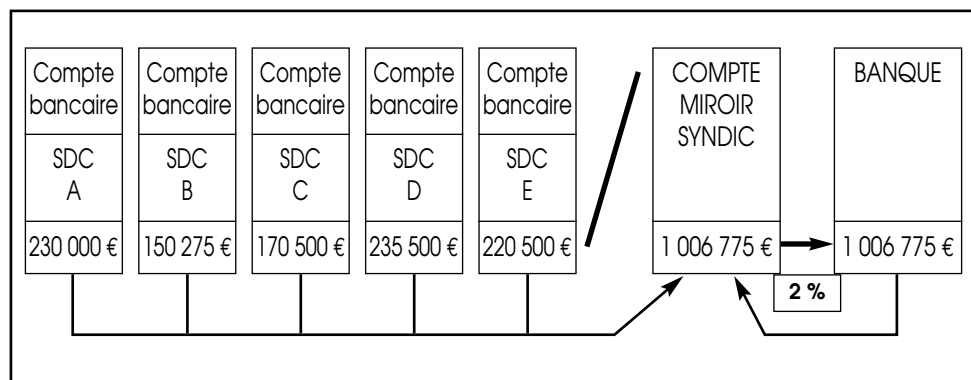 Compte
bancaire
SDC
A
230 000 €
Compte
bancaire
SDC
B
150 275 €
Compte
bancaire
SDC
C
170 500 €
Compte
bancaire
SDC
D
235 500 €
Compte
bancaire
SDC
E
220 500 €
COMPTE
MIROIR
SYNDIC
1 006 775 €
2 %
BANQUE
1 006 775 €